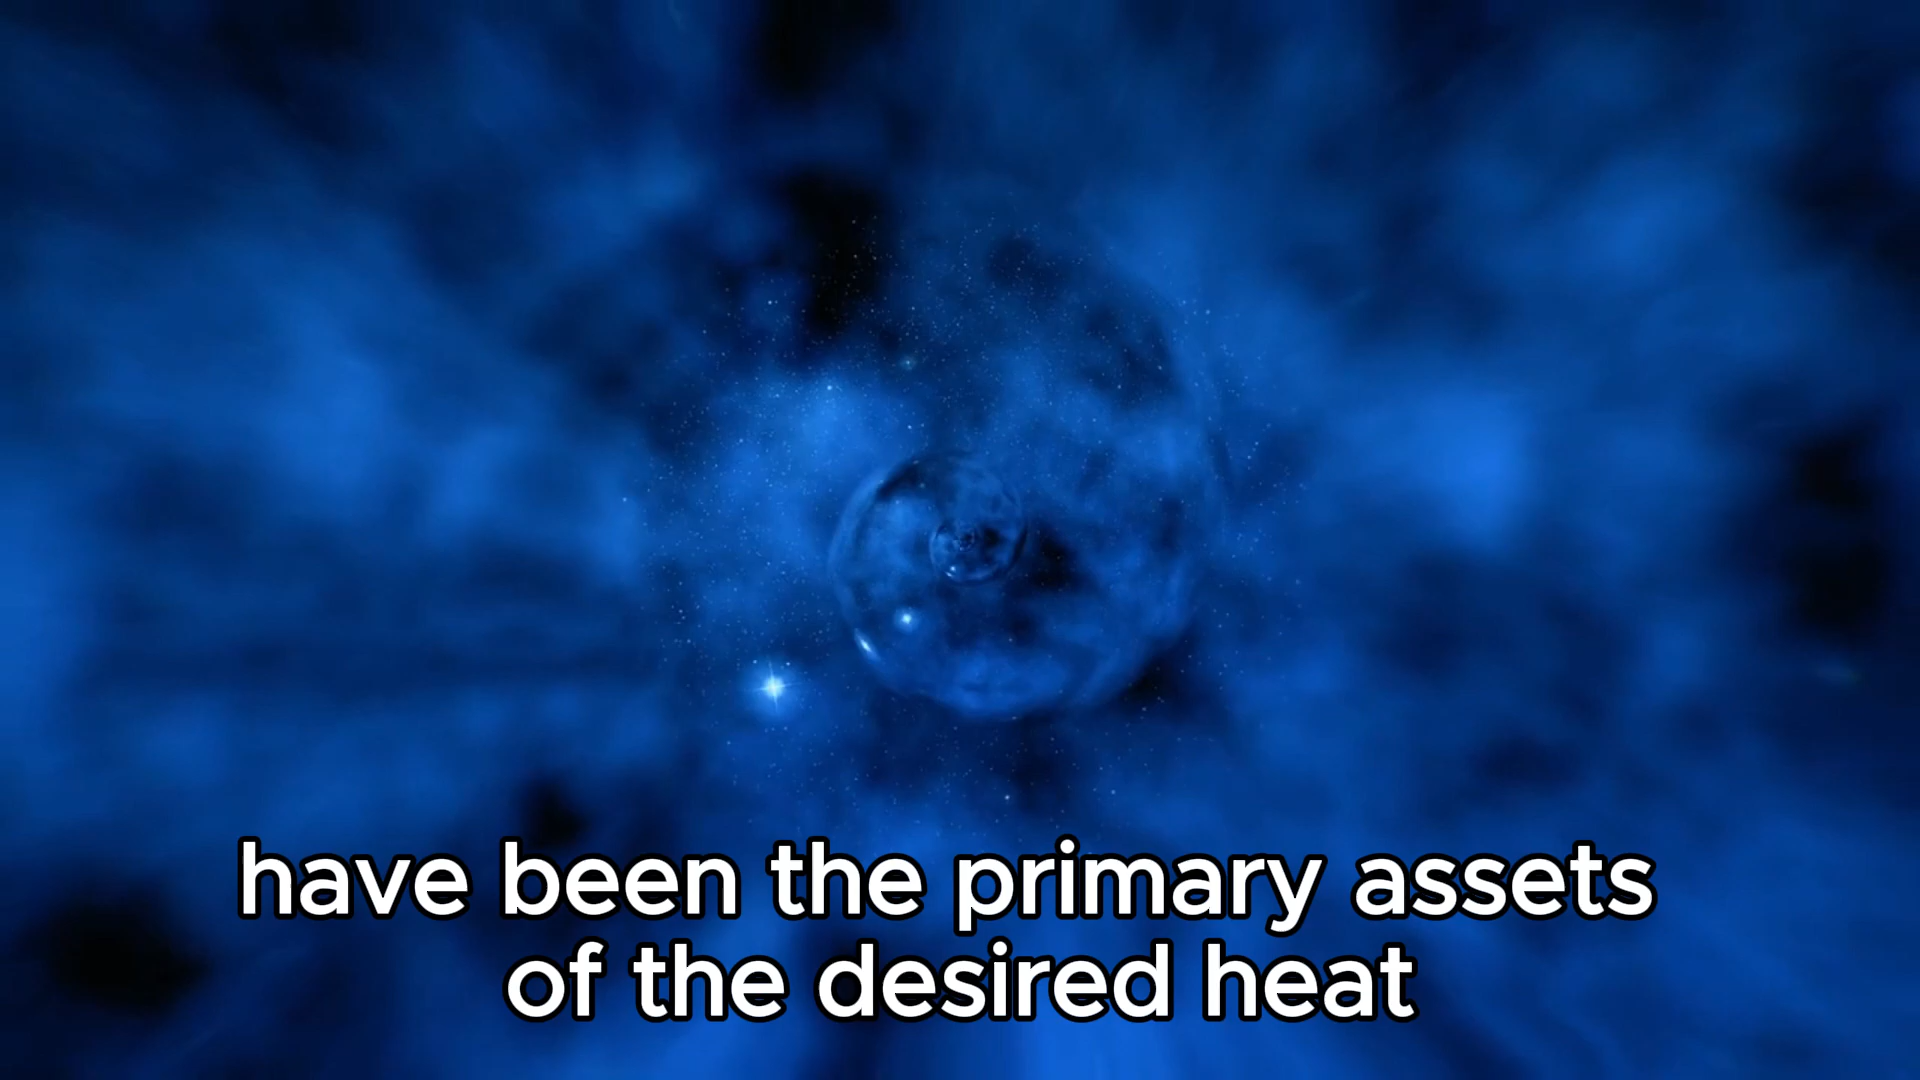 have been the primary assets
of the desired heat